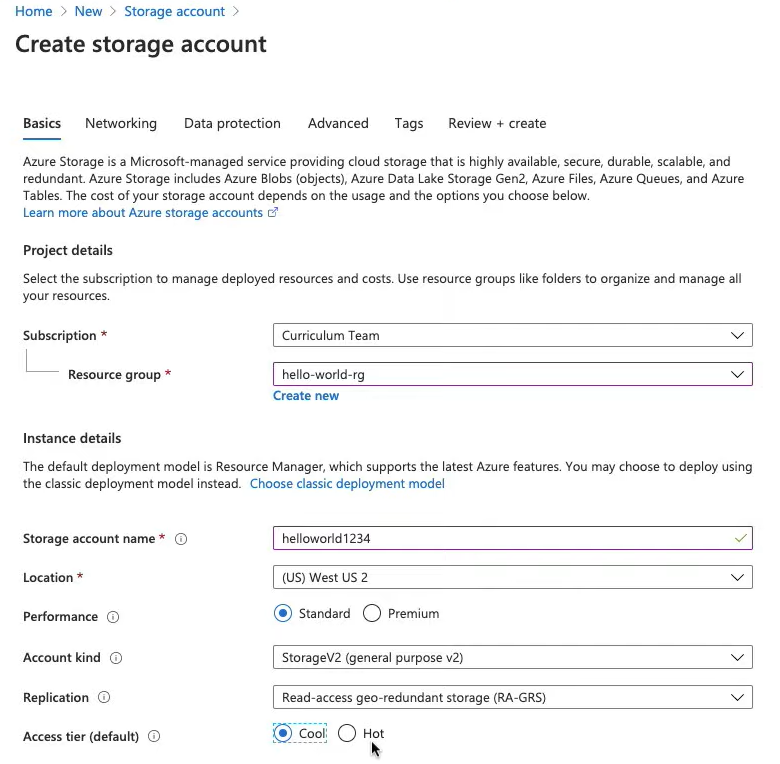 Home > New > Storage account >
Create storage account
Basics Networking Data protection Advanced Tags Review + create
Azure Storage is a Microsoft-managed service providing cloud storage that is highly available, secure, durable, scalable, and
redundant. Azure Storage includes Azure Blobs (objects), Azure Data Lake Storage Gen2, Azure Files, Azure Queues, and Azure
Tables. The cost of your storage account depends on the usage and the options you choose below.
Learn more about Azure storage accounts
Project details
Select the subscription to manage deployed resources and costs. Use resource groups like folders to organize and manage all
your resources.
Subscription * Curriculum Team
Resource group * hello-world-rg
Create new
Instance details
The default deployment model is Resource Manager, which supports the latest Azure features. You may choose to deploy using
the classic deployment model instead. Choose classic deployment model
Storage account name * helloworld1234
Location * (US) West US 2
Performance Standard Premium
Account kind StorageV2 (general purpose v2)
Replication Read-access geo-redundant storage (RA-GRS)
Access tier (default) Cool Hot